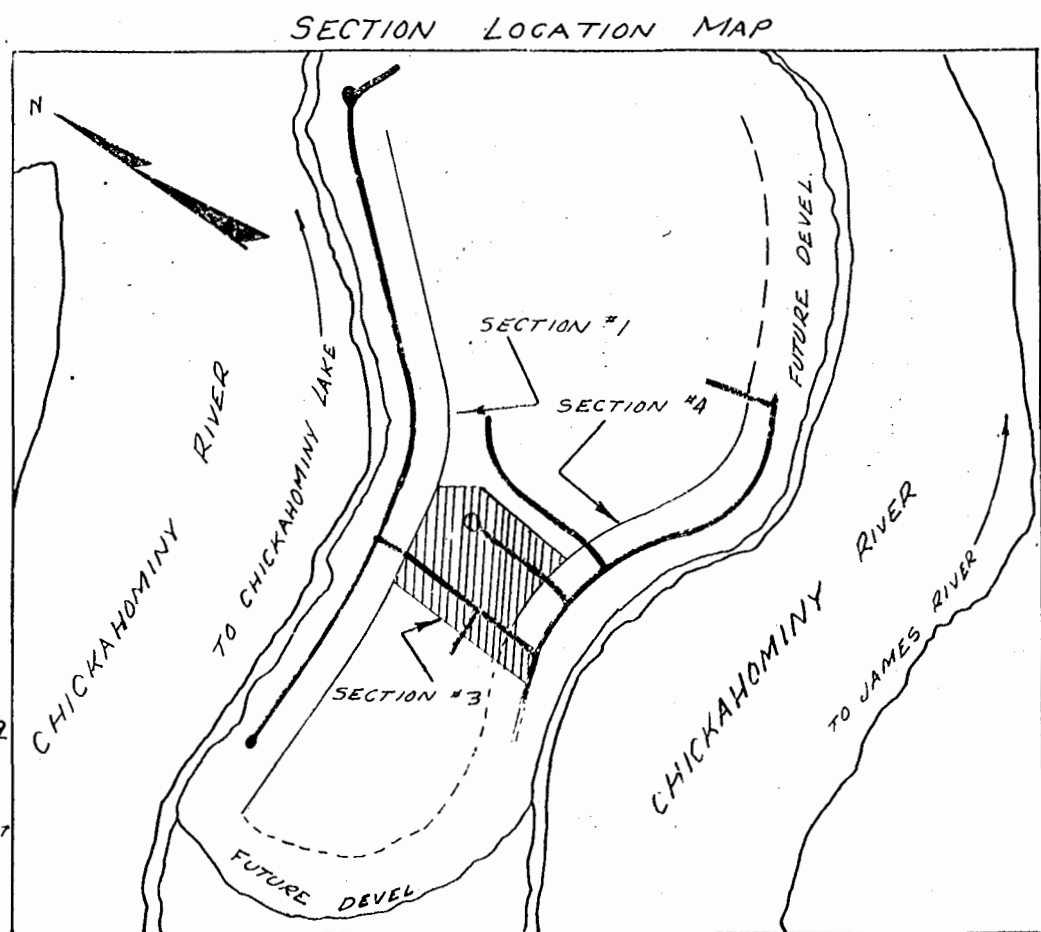 SECTION LOCATION MAP
N
FUTURE DEVEL.
SECTION #1
SECTION #4
CHICKAHOMINY RIVER
TO CHICKAHOMINY LAKE
SECTION #3
CHICKAHOMINY RIVER
TO JAMES RIVER
FUTURE DEVEL